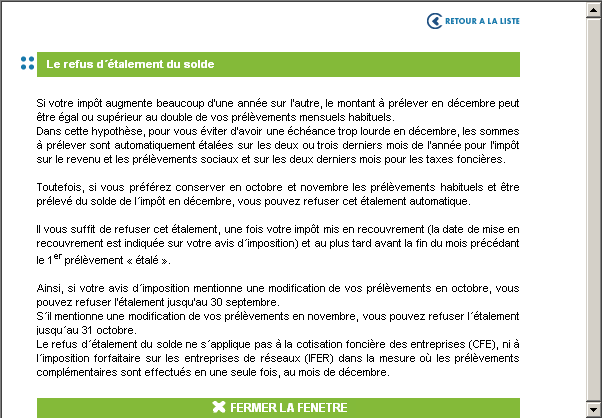 RETOUR A LA LISTE
Le refus d´étalement du solde
Si votre impôt augmente beaucoup d'une année sur l'autre, le montant à prélever en décembre peut
être égal ou supérieur au double de vos prélèvements mensuels habituels.
Dans cette hypothèse, pour vous éviter d'avoir une échéance trop lourde en décembre, les sommes
à prélever sont automatiquement étalées sur les deux ou trois derniers mois de l'année pour l'impôt
sur le revenu et les prélèvements sociaux et sur les deux derniers mois pour les taxes foncières.
Toutefois, si vous préférez conserver en octobre et novembre les prélèvements habituels et être
prélevé du solde de l´impôt en décembre, vous pouvez refuser cet étalement automatique.
Il vous suffit de refuser cet étalement, une fois votre impôt mis en recouvrement (la date de mise en
recouvrement est indiquée sur votre avis d´imposition) et au plus tard avant la fin du mois précédant
le 1er prélèvement « étalé ».
Ainsi, si votre avis d´imposition mentionne une modification de vos prélèvements en octobre, vous
pouvez refuser l'étalement jusqu'au 30 septembre.
S´il mentionne une modification de vos prélèvements en novembre, vous pouvez refuser l´étalement
jusqu´au 31 octobre.
Le refus d´étalement du solde ne s´applique pas à la cotisation foncière des entreprises (CFE), ni à
l´imposition forfaitaire sur les entreprises de réseaux (IFER) dans la mesure où les prélèvements
complémentaires sont effectués en une seule fois, au mois de décembre.
FERMER LA FENETRE